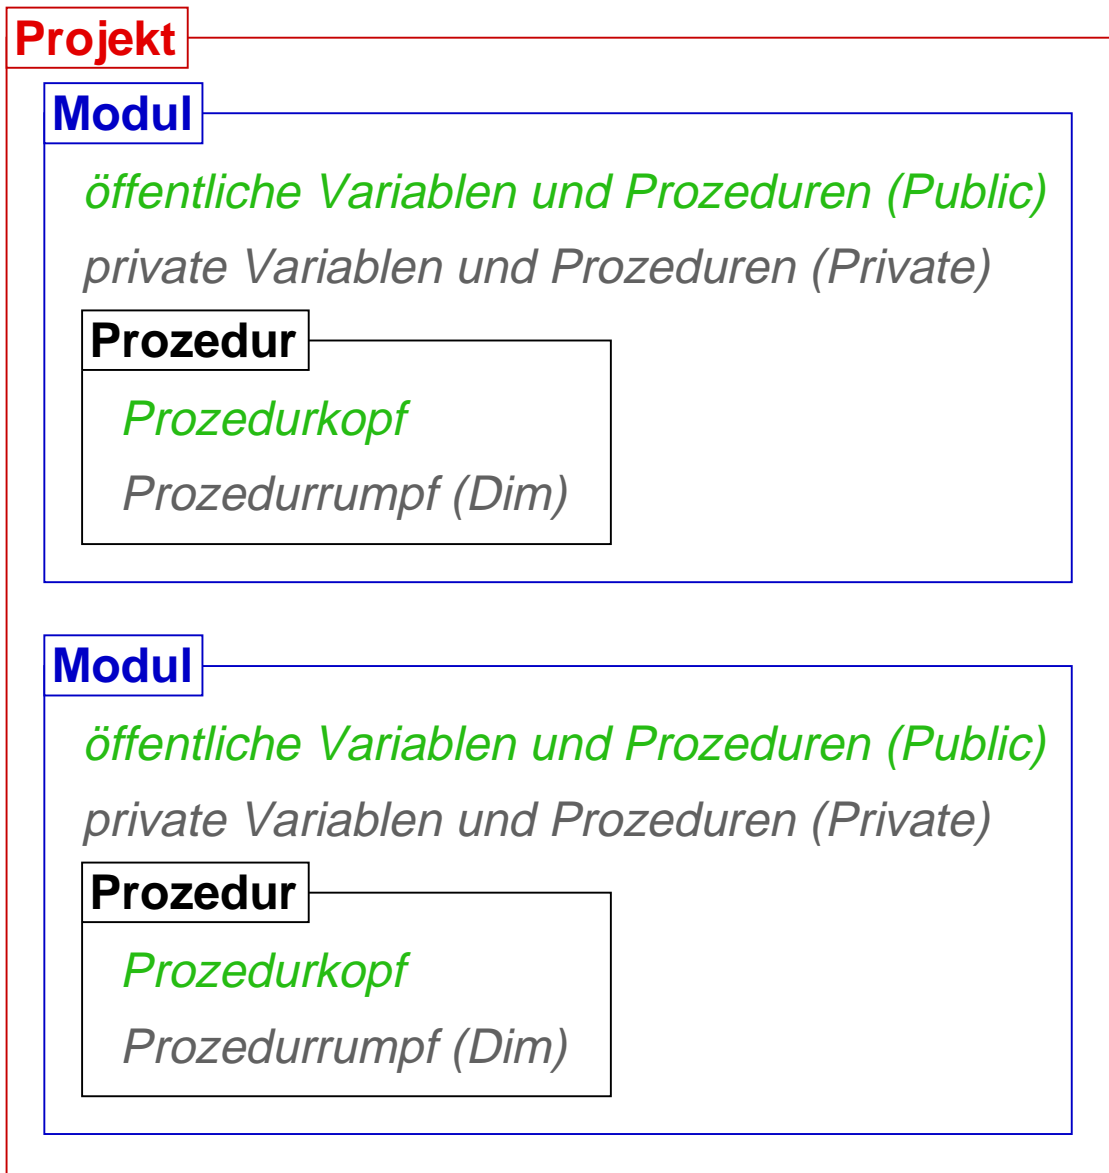 Projekt
Modul
öffentliche Variablen und Prozeduren (Public)
private Variablen und Prozeduren (Private)
Prozedur
Prozedurkopf
Prozedurrumpf (Dim)
Modul
öffentliche Variablen und Prozeduren (Public)
private Variablen und Prozeduren (Private)
Prozedur
Prozedurkopf
Prozedurrumpf (Dim)